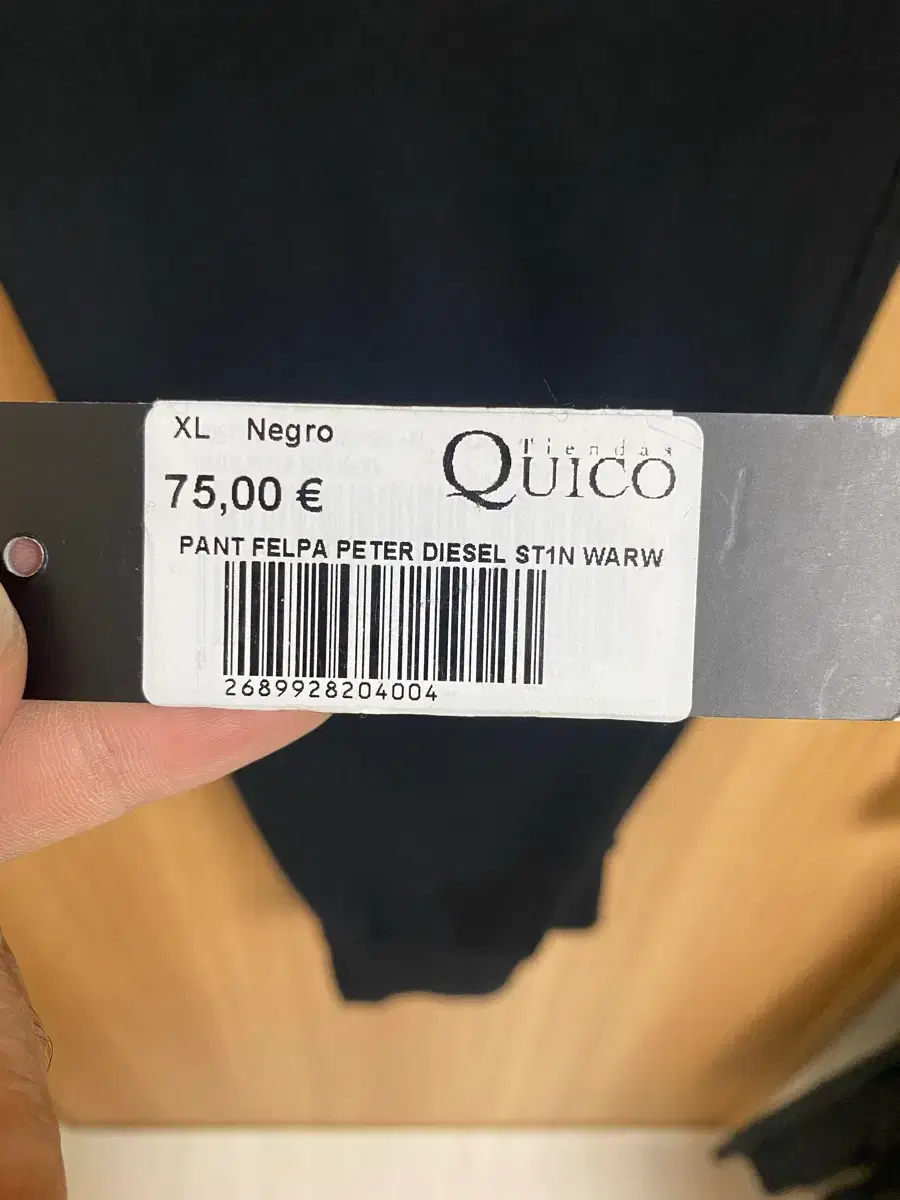 XL Negro
Tiendas
QUICO
75,00 €
PANT FELPA PETER DIESEL ST1N WARW
2689928204004